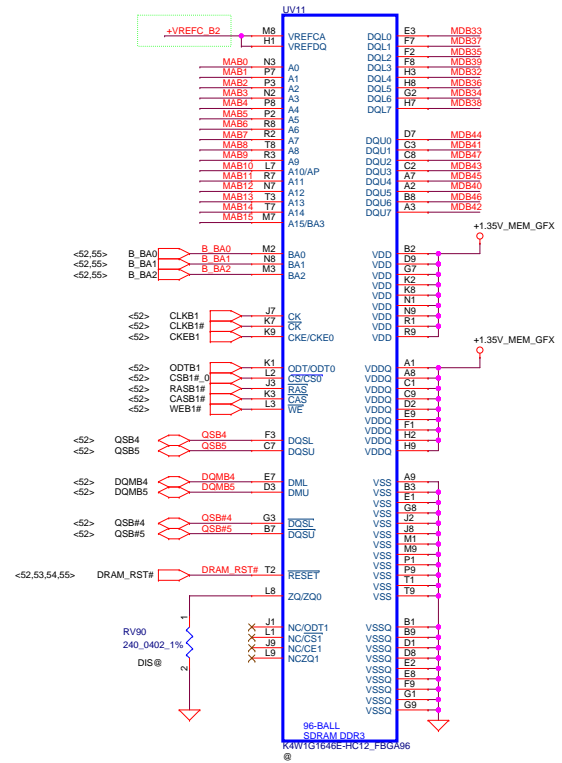 UV11
+VREFC_B2 M8 VREFCA DQL0 E3 MDB33
H1 VREFDQ DQL1 F7 MDB37
DQL2 F2 MDB35
MAB0 N3 A0 DQL3 F8 MDB39
MAB1 P7 A1 DQL4 H3 MDB32
MAB2 P3 A2 DQL5 H8 MDB36
MAB3 N2 A3 DQL6 G2 MDB34
MAB4 P8 A4 DQL7 H7 MDB38
MAB5 P2 A5
MAB6 R8 A6
MAB7 R2 A7 DQU0 D7 MDB44
MAB8 T8 A8 DQU1 C3 MDB41
MAB9 R3 A9 DQU2 C8 MDB47
MAB10 L7 A10/AP DQU3 C2 MDB43
MAB11 R7 A11 DQU4 A7 MDB45
MAB12 N7 A12 DQU5 A2 MDB40
MAB13 T3 A13 DQU6 B8 MDB46
MAB14 T7 A14 DQU7 A3 MDB42
MAB15 M7 A15/BA3
+1.35V_MEM_GFX
<52,55> B_BA0 B_BA0 M2 BA0 VDD B2
<52,55> B_BA1 B_BA1 N8 BA1 VDD D9
<52,55> B_BA2 B_BA2 M3 BA2 VDD G7
VDD K2
VDD K8
VDD N1
<52> CLKB1 J7 CK VDD N9
<52> CLKB1# K7 CK VDD R1
<52> CKEB1 K9 CKE/CKE0 VDD R9
+1.35V_MEM_GFX
<52> ODTB1 K1 ODT/ODT0 VDDQ A1
<52> CSB1#_0 L2 CS/CS0 VDDQ A8
<52> RASB1# J3 RAS VDDQ C1
<52> CASB1# K3 CAS VDDQ C9
<52> WEB1# L3 WE VDDQ D2
VDDQ E9
VDDQ F1
<52> QSB4 QSB4 F3 DQSL VDDQ H2
<52> QSB5 QSB5 C7 DQSU VDDQ H9
<52> DQMB4 DQMB4 E7 DML VSS A9
<52> DQMB5 DQMB5 D3 DMU VSS B3
VSS E1
VSS G8
<52> QSB#4 QSB#4 G3 DQSL VSS J2
<52> QSB#5 QSB#5 B7 DQSU VSS J8
VSS M1
VSS M9
VSS P1
<52,53,54,55> DRAM_RST# DRAM_RST# T2 RESET VSS P9
VSS T1
L8 ZQ/ZQ0 VSS T9
1
J1 NC/ODT1 VSSQ B1
RV90 L1 NC/CS1 VSSQ B9
240_0402_1% J9 NC/CE1 VSSQ D1
DIS@ L9 NCZQ1 VSSQ D8
2 VSSQ E2
VSSQ E8
VSSQ F9
VSSQ G1
VSSQ G9
96-BALL
SDRAM DDR3
K4W1G1646E-HC12_FBGA96
@